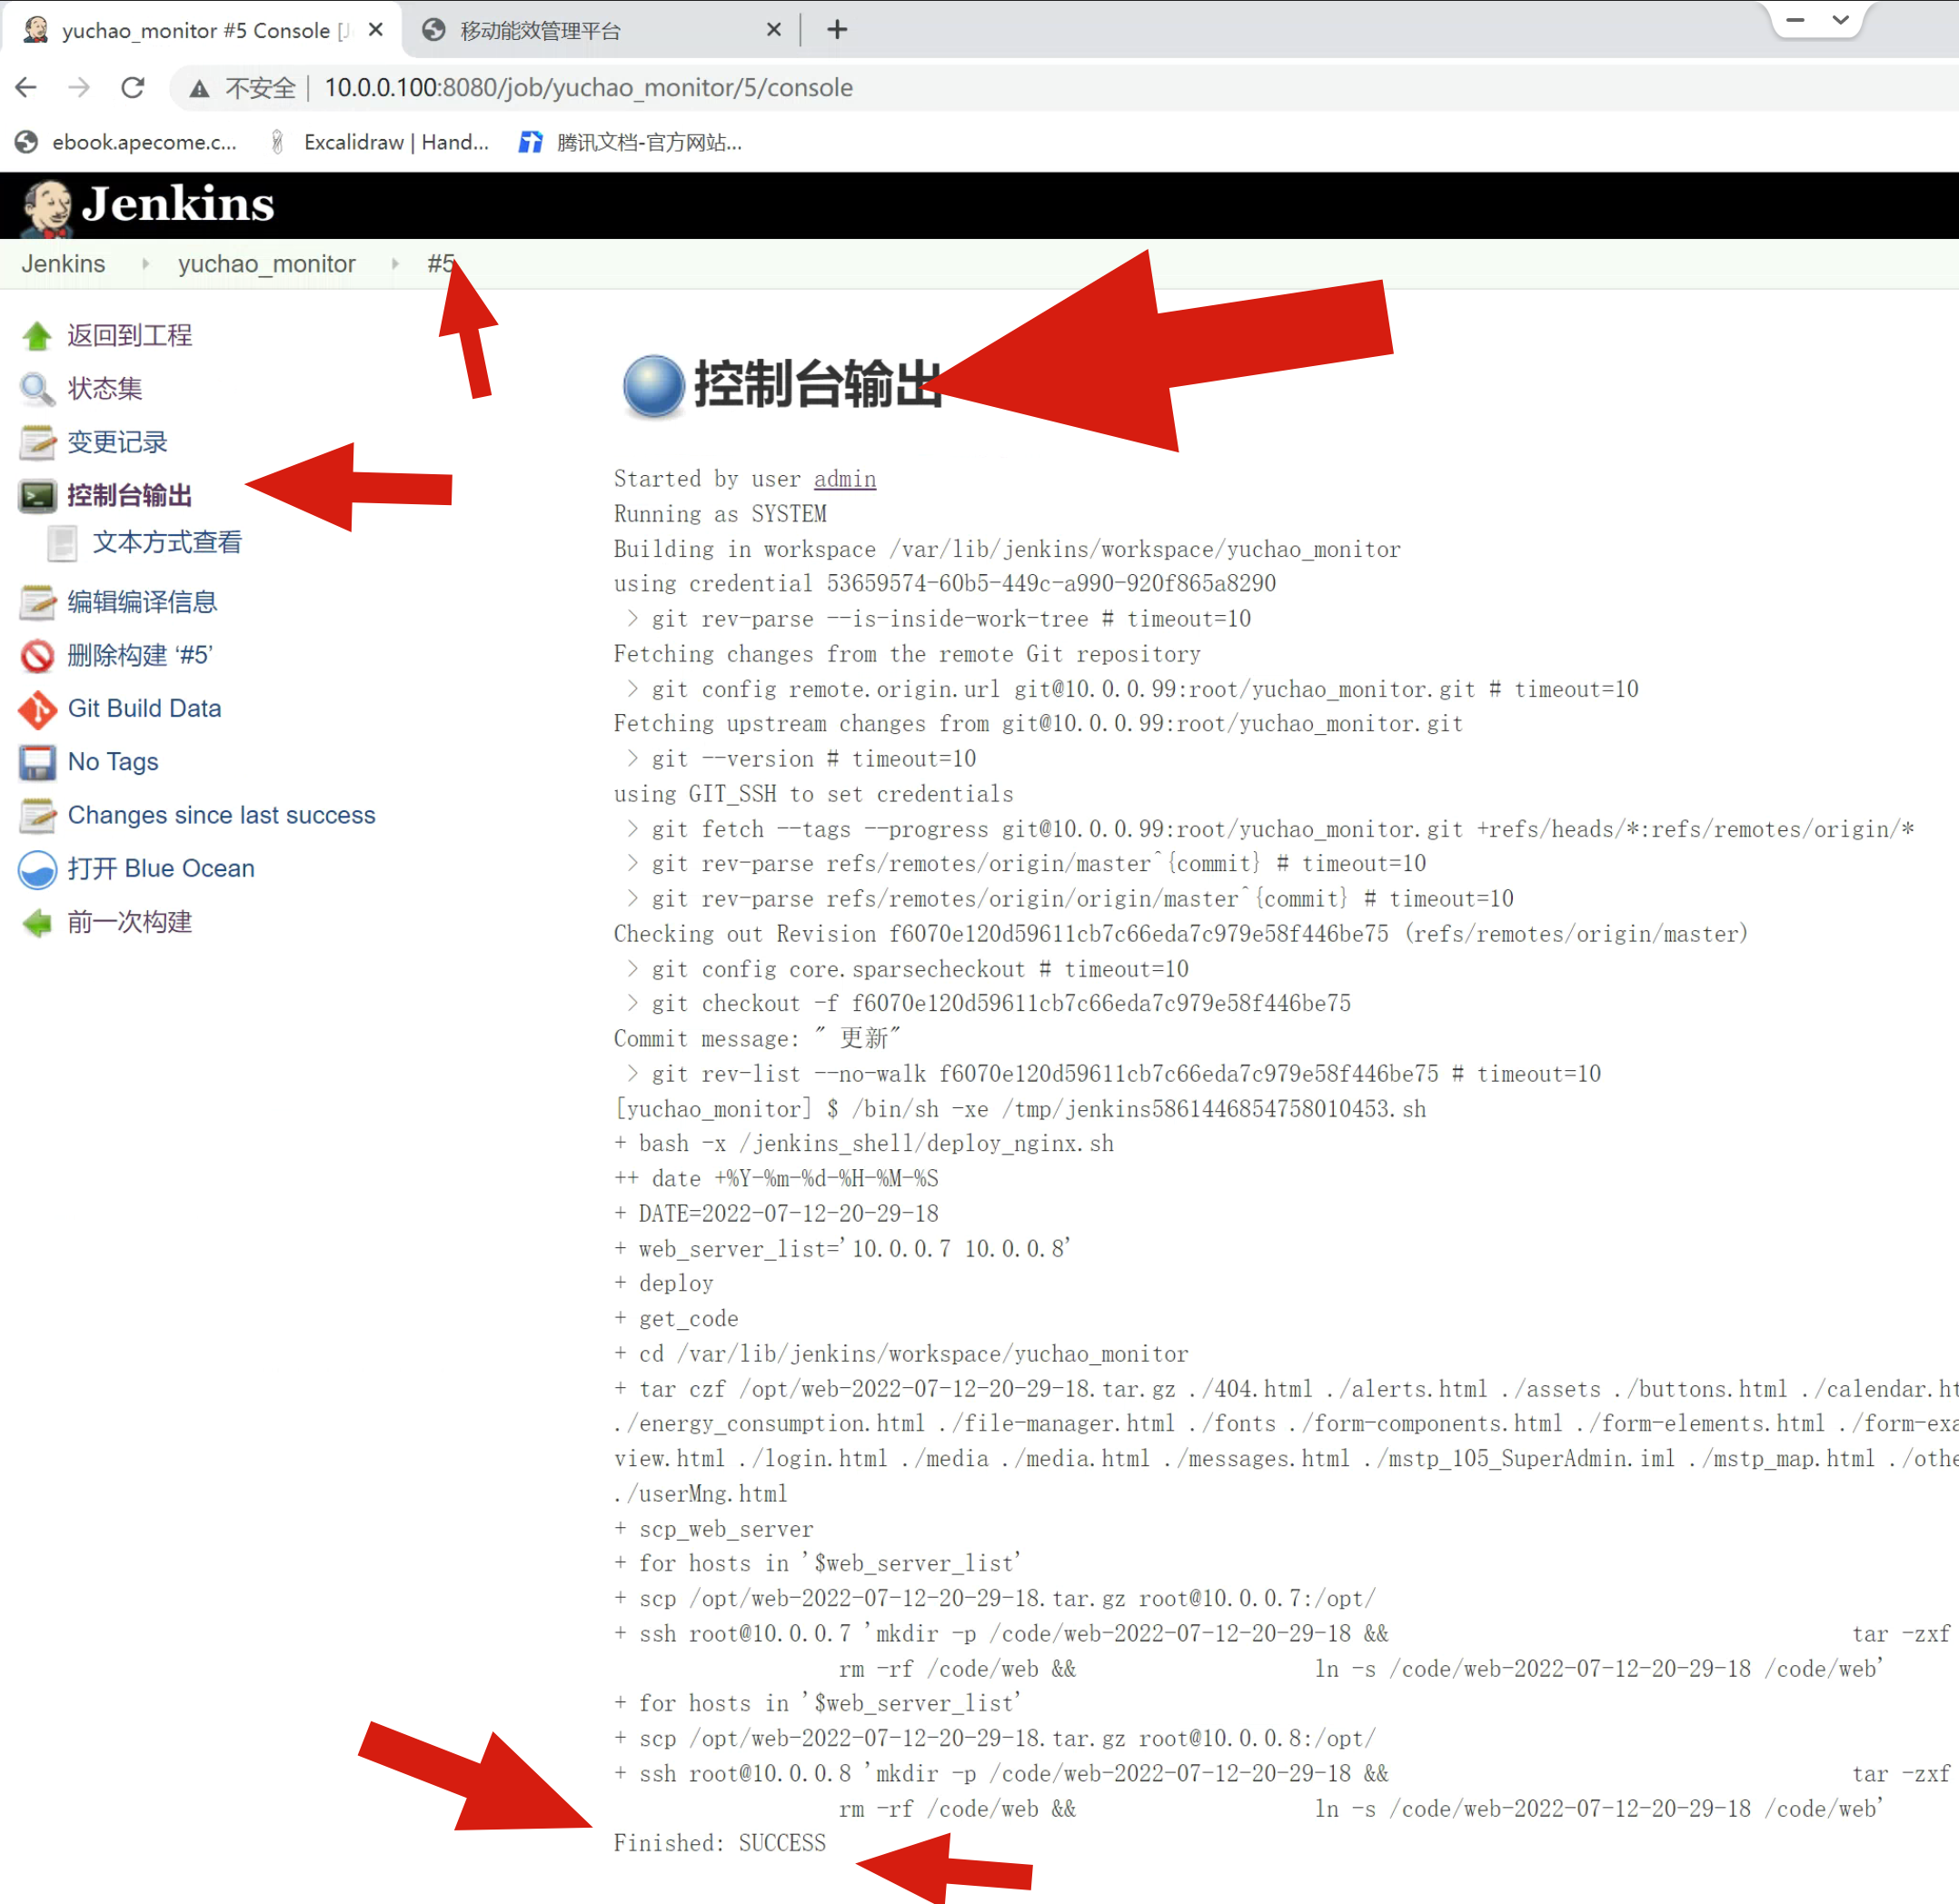 yuchao_monitor #5 Console [J
移动能效管理平台
不安全 | 10.0.0.100:8080/job/yuchao_monitor/5/console
ebook.apecome.c...
Excalidraw | Hand...
腾讯文档-官方网站...
Jenkins
Jenkins
yuchao_monitor
#5
返回到工程
状态集
变更记录
控制台输出
文本方式查看
编辑编译信息
删除构建 ‘#5’
Git Build Data
No Tags
Changes since last success
打开 Blue Ocean
前一次构建
控制台输出
Started by user admin
Running as SYSTEM
Building in workspace /var/lib/jenkins/workspace/yuchao_monitor
using credential 53659574-60b5-449c-a990-920f865a8290
> git rev-parse --is-inside-work-tree # timeout=10
Fetching changes from the remote Git repository
> git config remote.origin.url git@10.0.0.99:root/yuchao_monitor.git # timeout=10
Fetching upstream changes from git@10.0.0.99:root/yuchao_monitor.git
> git --version # timeout=10
using GIT_SSH to set credentials
> git fetch --tags --progress git@10.0.0.99:root/yuchao_monitor.git +refs/heads/*:refs/remotes/origin/*
> git rev-parse refs/remotes/origin/master^{commit} # timeout=10
> git rev-parse refs/remotes/origin/origin/master^{commit} # timeout=10
Checking out Revision f6070e120d59611cb7c66eda7c979e58f446be75 (refs/remotes/origin/master)
> git config core.sparsecheckout # timeout=10
> git checkout -f f6070e120d59611cb7c66eda7c979e58f446be75
Commit message: " 更新"
> git rev-list --no-walk f6070e120d59611cb7c66eda7c979e58f446be75 # timeout=10
[yuchao_monitor] $ /bin/sh -xe /tmp/jenkins5861446854758010453.sh
+ bash -x /jenkins_shell/deploy_nginx.sh
++ date +%Y-%m-%d-%H-%M-%S
+ DATE=2022-07-12-20-29-18
+ web_server_list='10.0.0.7 10.0.0.8'
+ deploy
+ get_code
+ cd /var/lib/jenkins/workspace/yuchao_monitor
+ tar czf /opt/web-2022-07-12-20-29-18.tar.gz ./404.html ./alerts.html ./assets ./buttons.html ./calendar.ht
./energy_consumption.html ./file-manager.html ./fonts ./form-components.html ./form-elements.html ./form-exa
view.html ./login.html ./media ./media.html ./messages.html ./mstp_105_SuperAdmin.iml ./mstp_map.html ./othe
./userMng.html
+ scp_web_server
+ for hosts in '$web_server_list'
+ scp /opt/web-2022-07-12-20-29-18.tar.gz root@10.0.0.7:/opt/
+ ssh root@10.0.0.7 'mkdir -p /code/web-2022-07-12-20-29-18 && tar -zxf
rm -rf /code/web && ln -s /code/web-2022-07-12-20-29-18 /code/web'
+ for hosts in '$web_server_list'
+ scp /opt/web-2022-07-12-20-29-18.tar.gz root@10.0.0.8:/opt/
+ ssh root@10.0.0.8 'mkdir -p /code/web-2022-07-12-20-29-18 && tar -zxf
rm -rf /code/web && ln -s /code/web-2022-07-12-20-29-18 /code/web'
Finished: SUCCESS